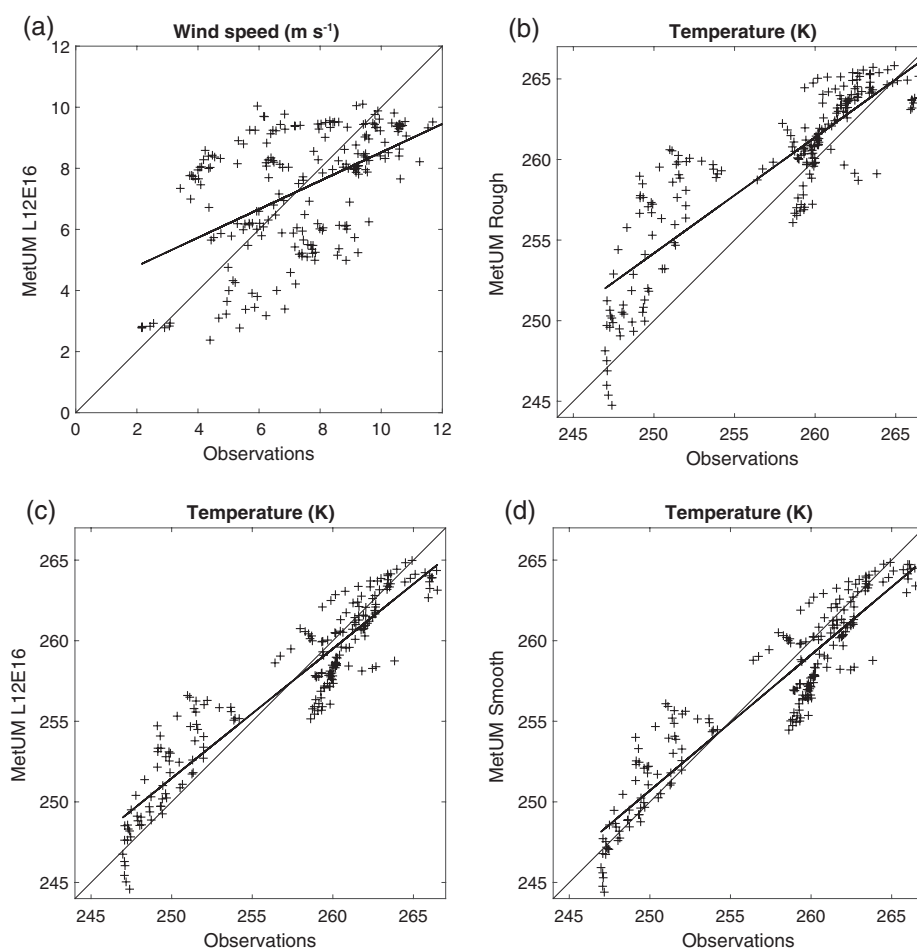 (a)
Wind speed (m s⁻¹)
12
10
8
6
4
2
0
MetUM L12E16
0 2 4 6 8 10 12
Observations
(b)
Temperature (K)
265
260
255
250
245
MetUM Rough
245 250 255 260 265
Observations
(c)
Temperature (K)
265
260
255
250
245
MetUM L12E16
245 250 255 260 265
Observations
(d)
Temperature (K)
265
260
255
250
245
MetUM Smooth
245 250 255 260 265
Observations